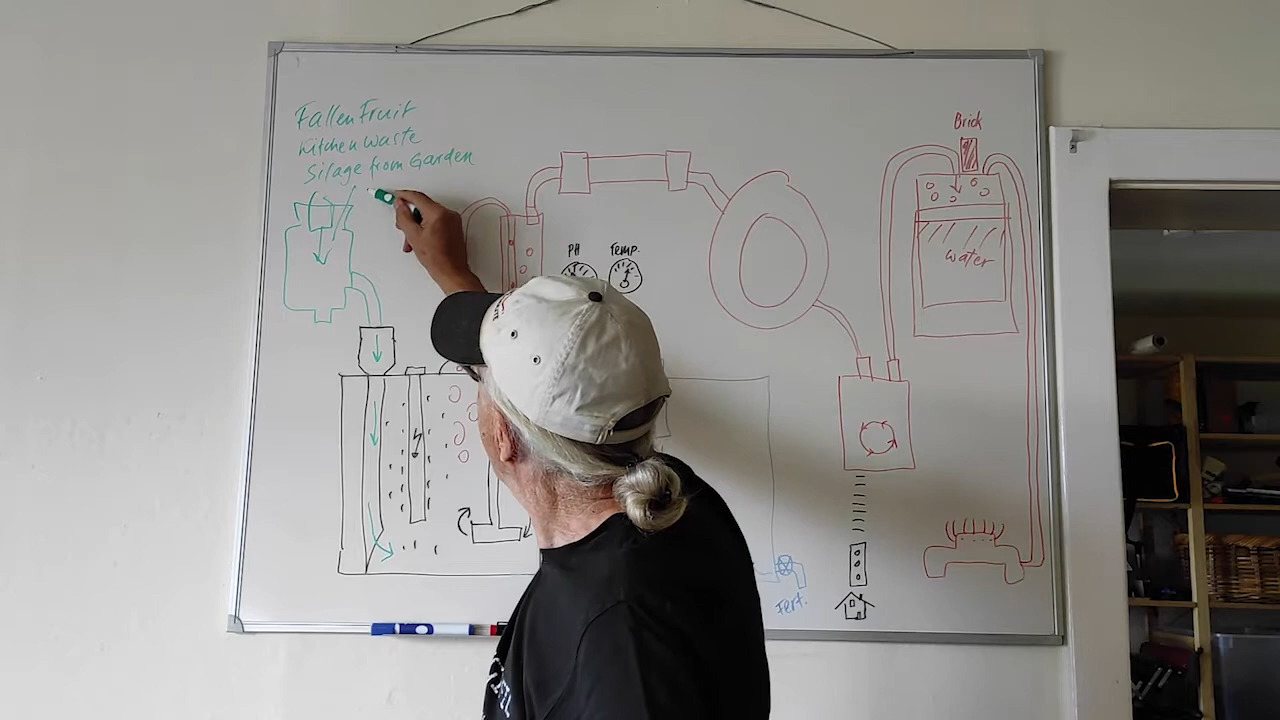 Fallen Fruit
Kitchen Waste
Silage from Garden
PH
Temp.
Brick
water
Fert.